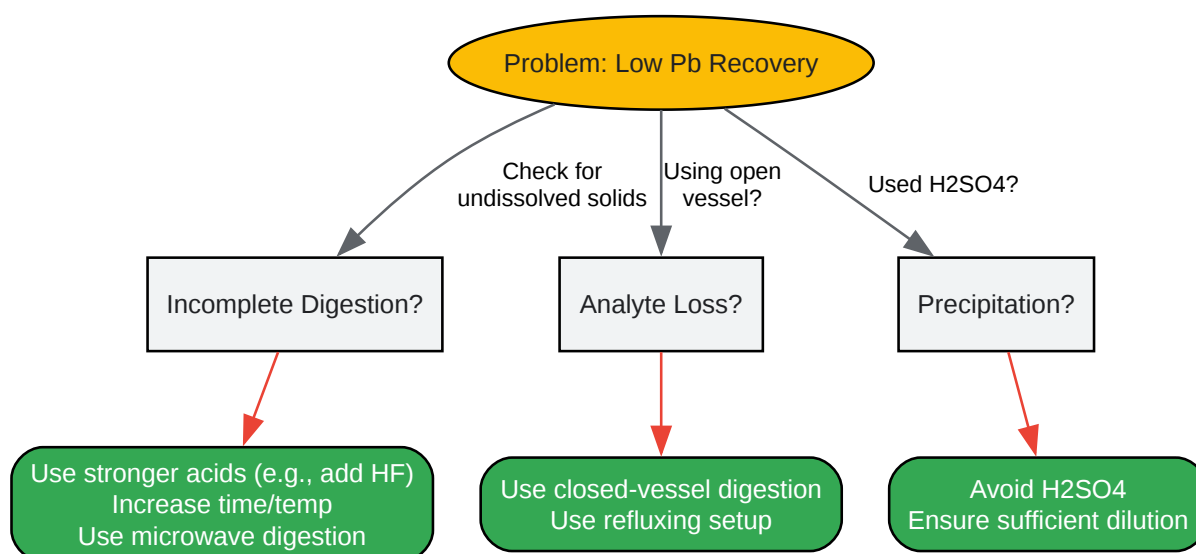 Problem: Low Pb Recovery
Check for
undissolved solids
Using open
vessel?
Used H2SO4?
Incomplete Digestion?
Analyte Loss?
Precipitation?
Use stronger acids (e.g., add HF)
Increase time/temp
Use microwave digestion
Use closed-vessel digestion
Use refluxing setup
Avoid H2SO4
Ensure sufficient dilution